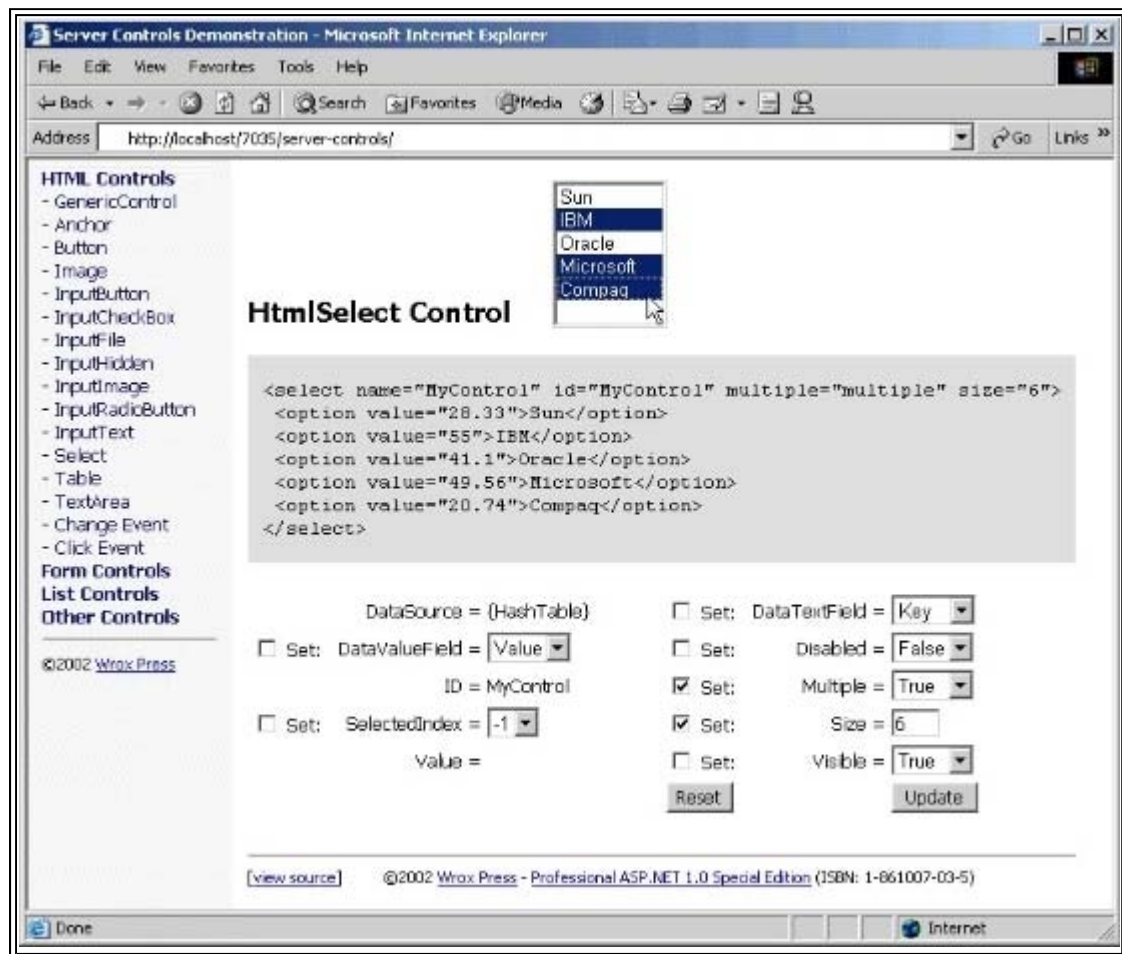 Server Controls Demonstration - Microsoft Internet Explorer
File Edit View Favorites Tools Help
Back Search Favorites Media
Address http://localhost/7035/server-controls/ Go Links »
HTML Controls
- GenericControl
- Anchor
- Button
- Image
- InputButton
- InputCheckBox
- InputFile
- InputHidden
- InputImage
- InputRadioButton
- InputText
- Select
- Table
- TextArea
- Change Event
- Click Event
Form Controls
List Controls
Other Controls
©2002 Wrox Press
HtmlSelect Control
Sun
IBM
Oracle
Microsoft
Compaq
<select name="MyControl" id="MyControl" multiple="multiple" size="6">
<option value="28.33">Sun</option>
<option value="55">IBM</option>
<option value="41.1">Oracle</option>
<option value="49.56">Microsoft</option>
<option value="20.74">Compaq</option>
</select>
DataSource = {HashTable} Set: DataTextField = Key
Set: DataValueField = Value Set: Disabled = False
ID = MyControl Set: Multiple = True
Set: SelectedIndex = -1 Set: Size = 6
Value = Set: Visible = True
Reset Update
[view source] ©2002 Wrox Press - Professional ASP.NET 1.0 Special Edition (ISBN: 1-861007-03-5)
Done Internet